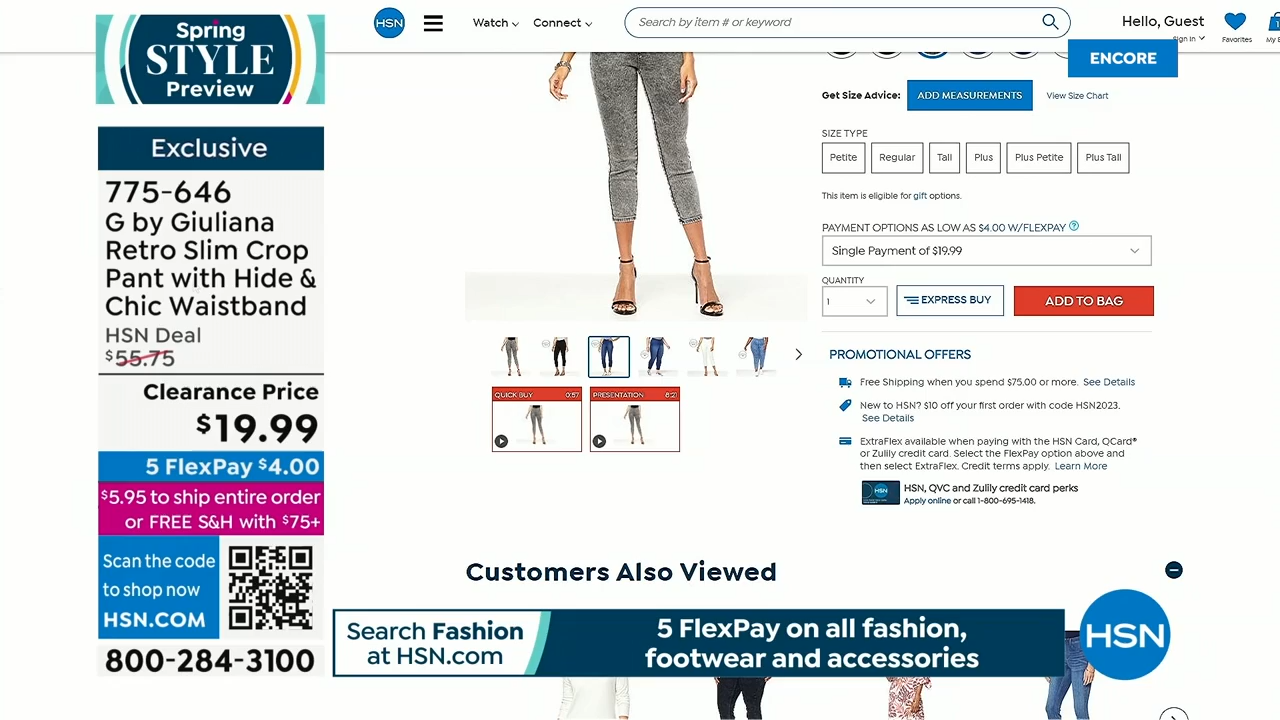 Spring
STYLE
Preview
HSN
Watch
Connect
Search by item # or keyword
Hello, Guest
Sign In
Favorites
My B
ENCORE
Exclusive
775-646
G by Giuliana
Retro Slim Crop
Pant with Hide &
Chic Waistband
HSN Deal
$55.75
Clearance Price
$19.99
5 FlexPay $4.00
$5.95 to ship entire order
or FREE S&H with $75+
Scan the code
to shop now
HSN.COM
800-284-3100
Get Size Advice: ADD MEASUREMENTS View Size Chart
SIZE TYPE
Petite Regular Tall Plus Plus Petite Plus Tall
This item is eligible for gift options.
PAYMENT OPTIONS AS LOW AS $4.00 W/FLEXPAY ?
Single Payment of $19.99
QUANTITY
1 EXPRESS BUY ADD TO BAG
QUICK BUY 0:57 PRESENTATION 8:21
PROMOTIONAL OFFERS
Free Shipping when you spend $75.00 or more. See Details
New to HSN? $10 off your first order with code HSN2023.
See Details
ExtraFlex available when paying with the HSN Card, QCard®
or Zulily credit card. Select the FlexPay option above and
then select ExtraFlex. Credit terms apply. Learn More
HSN
HSN, QVC and Zulily credit card perks
Apply online or call 1-800-695-1418.
Customers Also Viewed
Search Fashion
at HSN.com
5 FlexPay on all fashion,
footwear and accessories
HSN